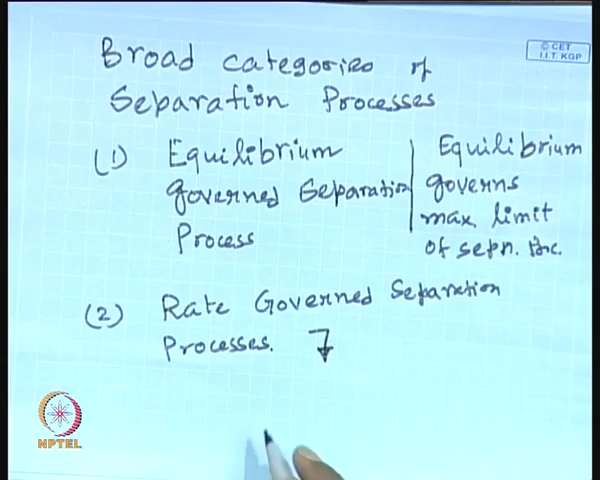 Broad categories of
Separation Processes
(1) Equilibrium
governed Separation
Process
Equilibrium
governs
max. limit
of sepn. Prc.
(2) Rate Governed Separation
Processes.
© CET
I.I.T. KGP
NPTEL